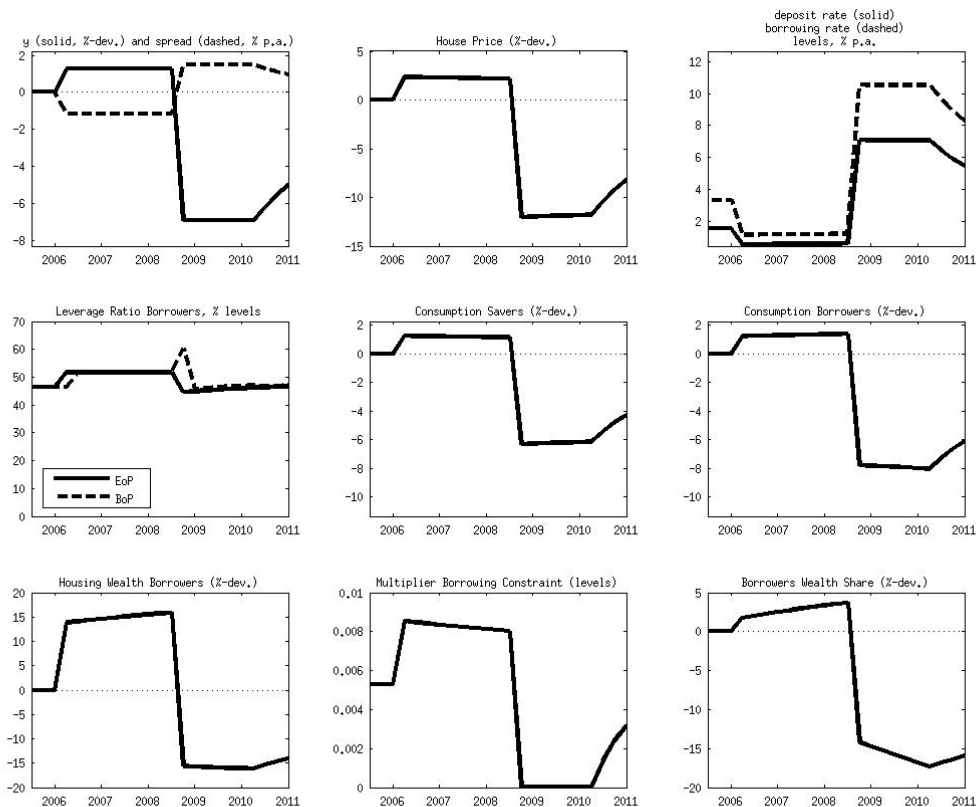 y (solid, %-dev.) and spread (dashed, % p.a.)
2
0
-2
-4
-6
-8
2006 2007 2008 2009 2010 2011
House Price (%-dev.)
5
0
-5
-10
-15
2006 2007 2008 2009 2010 2011
deposit rate (solid)
borrowing rate (dashed)
levels, % p.a.
12
10
8
6
4
2
2006 2007 2008 2009 2010 2011
Leverage Ratio Borrowers, % levels
70
60
50
40
30
20
10
0
EoP
BoP
2006 2007 2008 2009 2010 2011
Consumption Savers (%-dev.)
2
0
-2
-4
-6
-8
-10
2006 2007 2008 2009 2010 2011
Consumption Borrowers (%-dev.)
2
0
-2
-4
-6
-8
-10
2006 2007 2008 2009 2010 2011
Housing Wealth Borrowers (%-dev.)
20
15
10
5
0
-5
-10
-15
-20
2006 2007 2008 2009 2010 2011
Multiplier Borrowing Constraint (levels)
0.01
0.008
0.006
0.004
0.002
0
2006 2007 2008 2009 2010 2011
Borrowers Wealth Share (%-dev.)
5
0
-5
-10
-15
-20
2006 2007 2008 2009 2010 2011